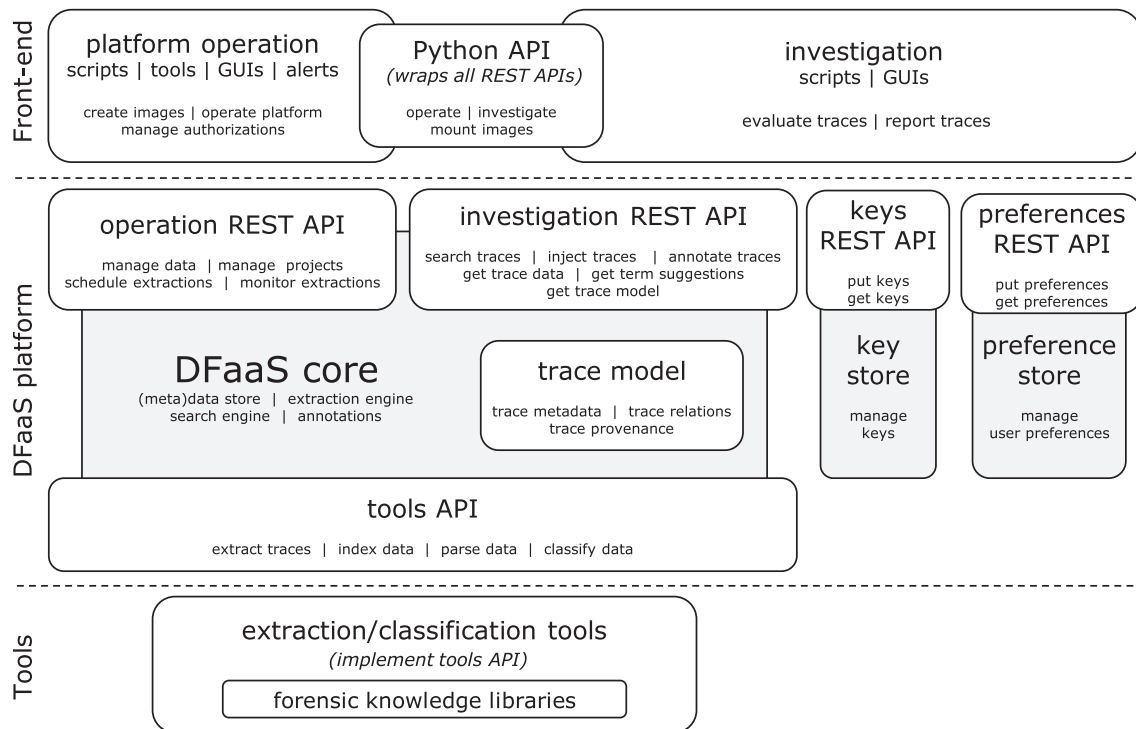 Front-end
platform operation
scripts | tools | GUIs | alerts
create images | operate platform
manage authorizations
Python API
(wraps all REST APIs)
operate | investigate
mount images
investigation
scripts | GUIs
evaluate traces | report traces
DFaaS platform
operation REST API
manage data | manage projects
schedule extractions | monitor extractions
investigation REST API
search traces | inject traces | annotate traces
get trace data | get term suggestions
get trace model
keys
REST API
put keys
get keys
preferences
REST API
put preferences
get preferences
DFaaS core
(meta)data store | extraction engine
search engine | annotations
trace model
trace metadata | trace relations
trace provenance
key
store
manage
keys
preference
store
manage
user preferences
tools API
extract traces | index data | parse data | classify data
Tools
extraction/classification tools
(implement tools API)
forensic knowledge libraries